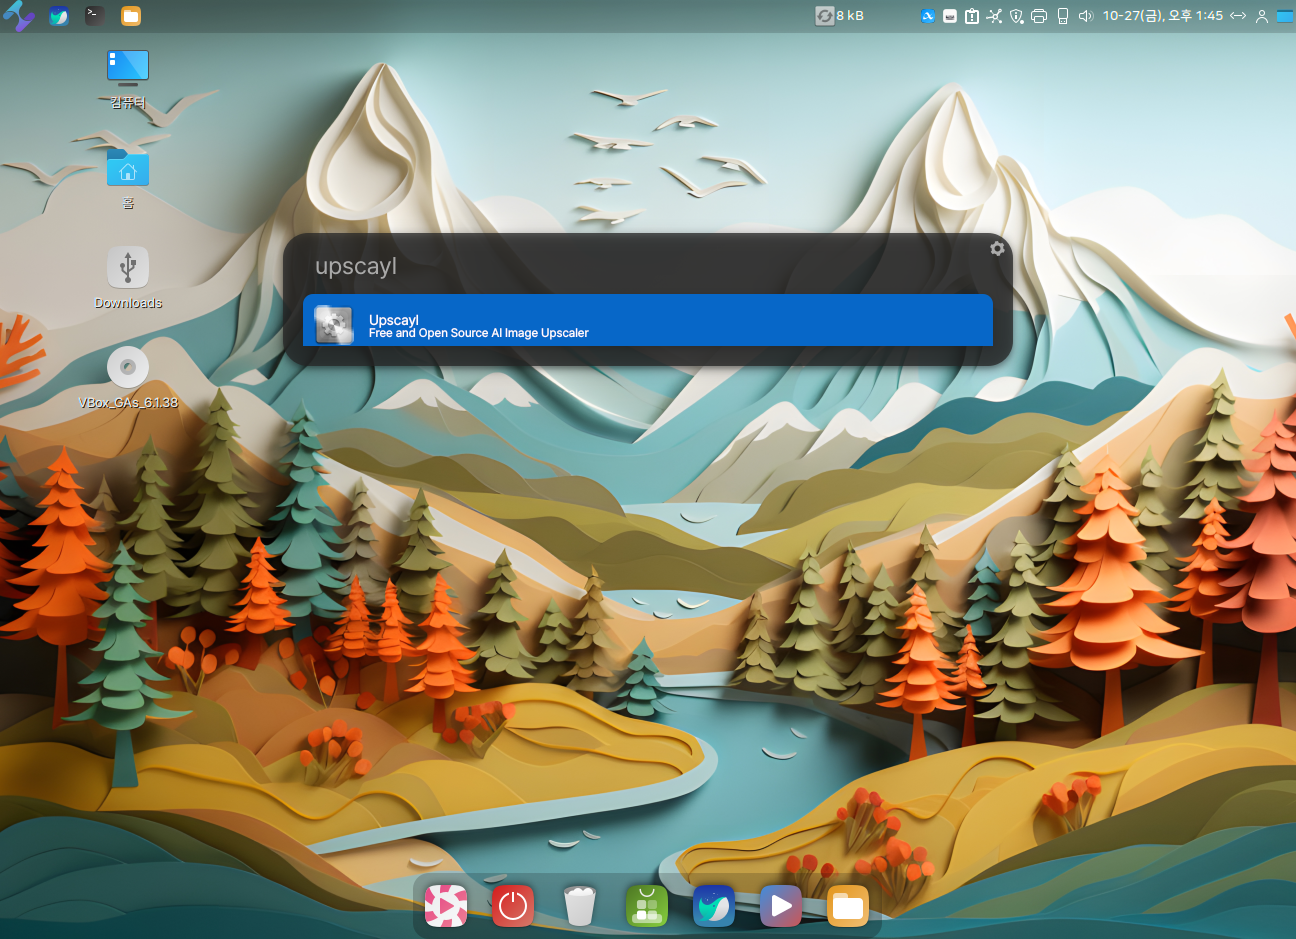 8 kB
10-27(금), 오후 1:45
컴퓨터
홈
Downloads
VBox_GAs_6.1.38
upscayl
Upscayl
Free and Open Source AI Image Upscaler